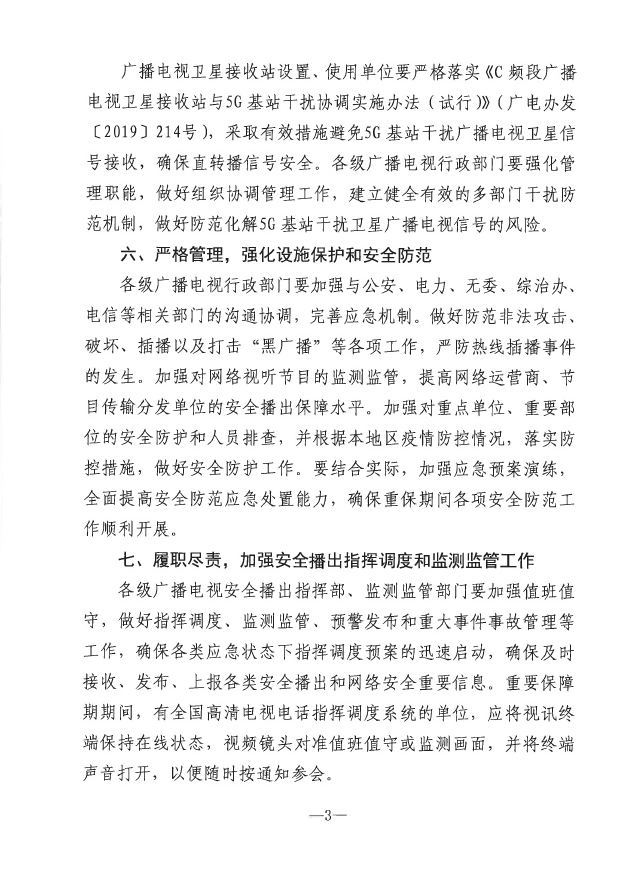 广播电视卫星接收站设置、使用单位要严格落实《C 频段广播
电视卫星接收站与5G 基站干扰协调实施办法（试行）》（广电办发
〔2019〕214号），采取有效措施避免5G 基站干扰广播电视卫星信
号接收，确保直转播信号安全。各级广播电视行政部门要强化管
理职能，做好组织协调管理工作，建立健全有效的多部门干扰防
范机制，做好防范化解5G 基站干扰卫星广播电视信号的风险。
六、严格管理，强化设施保护和安全防范
各级广播电视行政部门要加强与公安、电力、无委、综治办、
电信等相关部门的沟通协调，完善应急机制。做好防范非法攻击、
破坏、插播以及打击“黑广播”等各项工作，严防热线插播事件
的发生。加强对网络视听节目的监测监管，提高网络运营商、节
目传输分发单位的安全播出保障水平。加强对重点单位、重要部
位的安全防护和人员排查，并根据本地区疫情防控情况，落实防
控措施，做好安全防护工作。要结合实际，加强应急预案演练，
全面提高安全防范应急处置能力，确保重保期间各项安全防范工
作顺利开展。
七、履职尽责，加强安全播出指挥调度和监测监管工作
各级广播电视安全播出指挥部、监测监管部门要加强值班值
守，做好指挥调度、监测监管、预警发布和重大事件事故管理等
工作，确保各类应急状态下指挥调度预案的迅速启动，确保及时
接收、发布、上报各类安全播出和网络安全重要信息。重要保障
期期间，有全国高清电视电话指挥调度系统的单位，应将视讯终
端保持在线状态，视频镜头对准值班值守或监测画面，并将终端
声音打开，以便随时按通知参会。
—3—